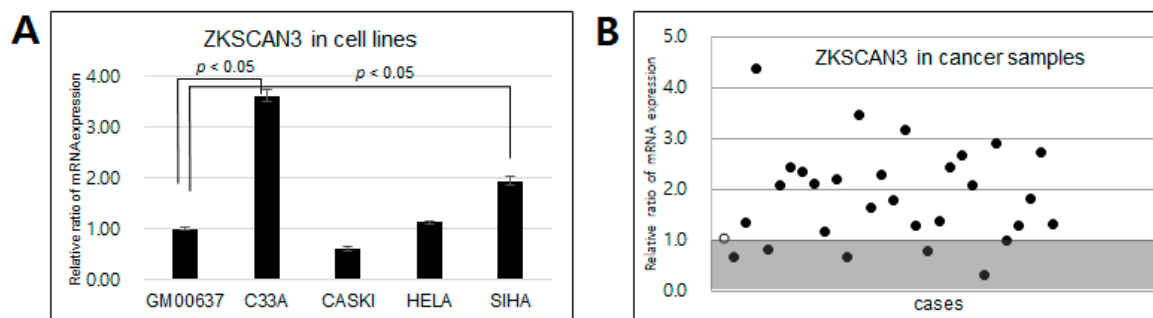 A
ZKSCAN3 in cell lines
p < 0.05
p < 0.05
Relative ratio of mRNA expression
4.00
3.00
2.00
1.00
0.00
GM00637 C33A CASKI HELA SIHA
B
ZKSCAN3 in cancer samples
Relative ratio of mRNA expression
5.0
4.0
3.0
2.0
1.0
0.0
cases